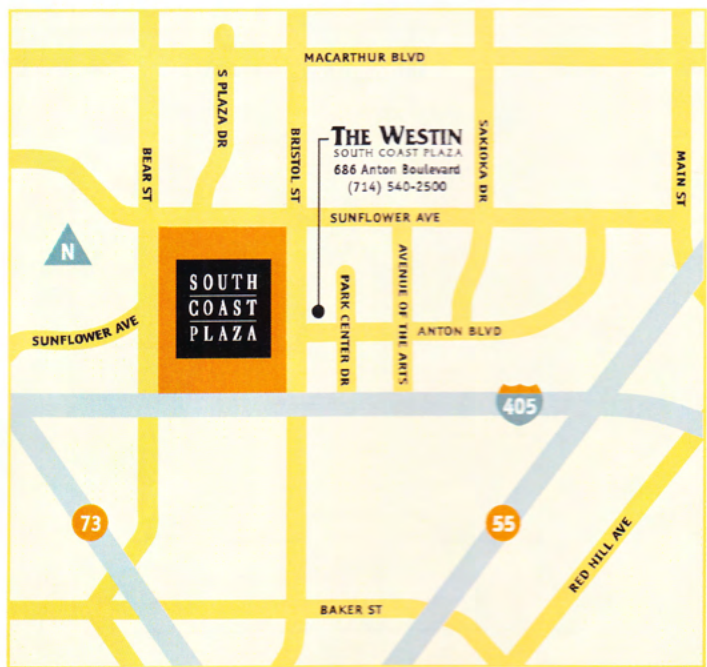 MACARTHUR BLVD
S PLAZA DR
BEAR ST
BRISTOL ST
THE WESTIN
SOUTH COAST PLAZA
686 Anton Boulevard
(714) 540-2500
SAKIOKA DR
MAIN ST
SUNFLOWER AVE
N
SOUTH
COAST
PLAZA
SUNFLOWER AVE
PARK CENTER DR
AVENUE OF THE ARTS
ANTON BLVD
405
73
55
RED HILL AVE
BAKER ST